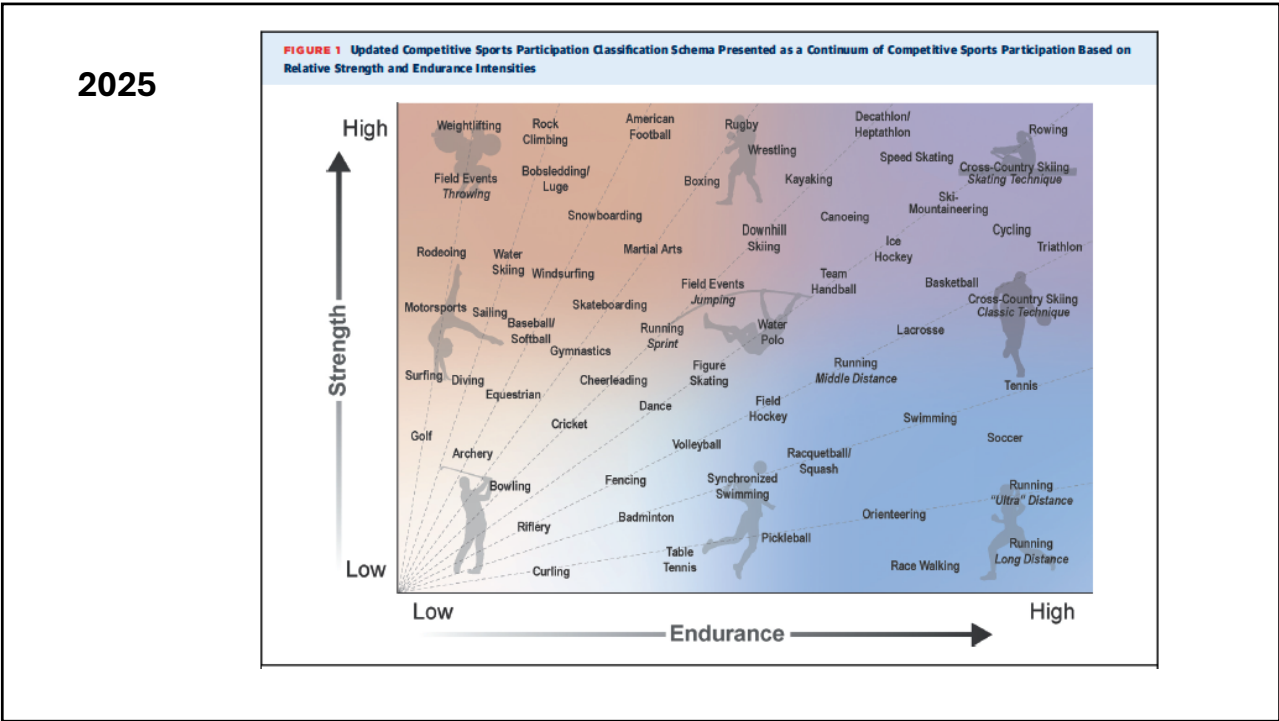 2025
FIGURE 1 Updated Competitive Sports Participation Classification Schema Presented as a Continuum of Competitive Sports Participation Based on
Relative Strength and Endurance Intensities
High
Strength
Low
Weightlifting
Rock
Climbing
American
Football
Rugby
Decathlon/
Heptathlon
Rowing
Wrestling
Speed Skating
Cross-Country Skiing
Skating Technique
Field Events
Throwing
Bobsledding/
Luge
Boxing
Kayaking
Snowboarding
Canoeing
Ski-
Mountaineering
Downhill
Skiing
Cycling
Rodeoing
Water
Skiing
Martial Arts
Ice
Hockey
Triathlon
Windsurfing
Field Events
Jumping
Team
Handball
Basketball
Motorsports
Sailing
Skateboarding
Cross-Country Skiing
Classic Technique
Baseball/
Softball
Running
Sprint
Water
Polo
Lacrosse
Gymnastics
Surfing
Diving
Cheerleading
Figure
Skating
Running
Middle Distance
Tennis
Equestrian
Dance
Field
Hockey
Golf
Cricket
Swimming
Archery
Volleyball
Racquetball/
Squash
Soccer
Bowling
Fencing
Synchronized
Swimming
Running
"Ultra" Distance
Riflery
Badminton
Orienteering
Pickleball
Curling
Table
Tennis
Race Walking
Running
Long Distance
Low
High
Endurance